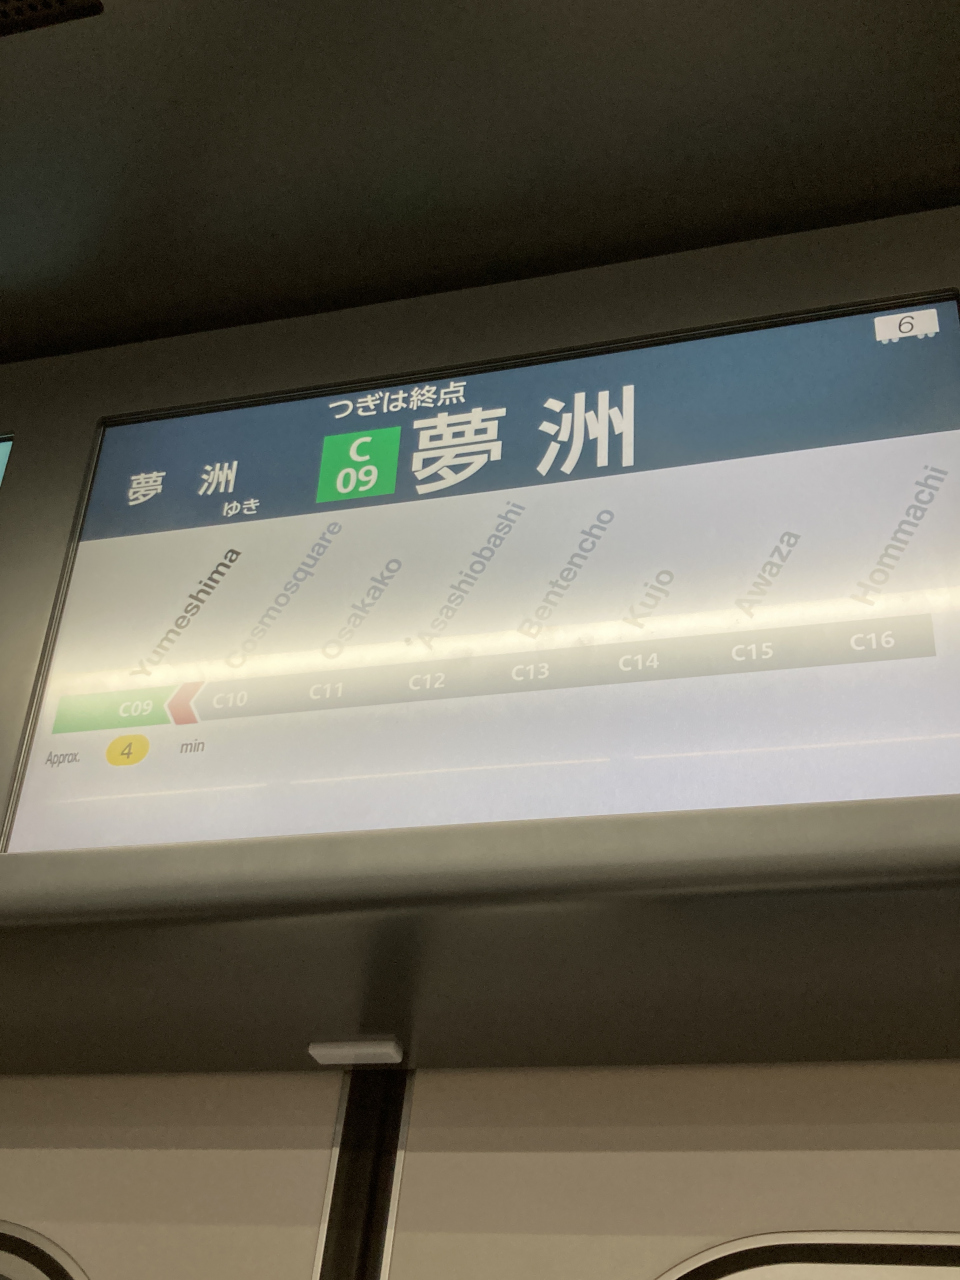 6
つぎは終点
夢洲
ゆき
C
09
夢洲
Yumeshima
Cosmosquare
Osakako
Asashiobashi
Bentencho
Kujo
Awaza
Hommachi
C09
C10
C11
C12
C13
C14
C15
C16
Approx. 4 min